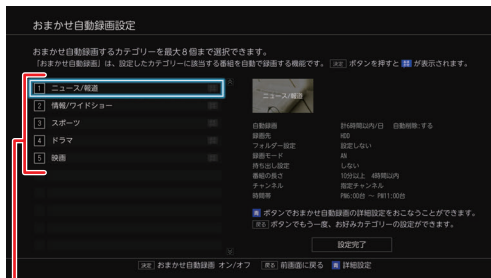 おまかせ自動録画設定
おまかせ自動録画するカテゴリーを最大8個まで選択できます。
「おまかせ自動録画」は、設定したカテゴリーに該当する番組を自動で録画する機能です。 決定 ボタンを押すと が表示されます。
1 ニュース/報道
2 情報/ワイドショー
3 スポーツ
4 ドラマ
5 映画
ニュース/報道
自動録画 計6時間以内/日 自動削除:する
録画先 HDD
フォルダー設定 設定しない
録画モード AN
持ち出し設定 しない
番組の長さ 10分以上 4時間以内
チャンネル 指定チャンネル
時間帯 PM6:00台 ～ PM11:00台
青 ボタンでおまかせ自動録画の詳細設定をおこなうことができます。
戻る ボタンでもう一度、お好みカテゴリーの設定ができます。
設定完了
決定 おまかせ自動録画 オン/オフ 戻る 前画面に戻る 青 詳細設定